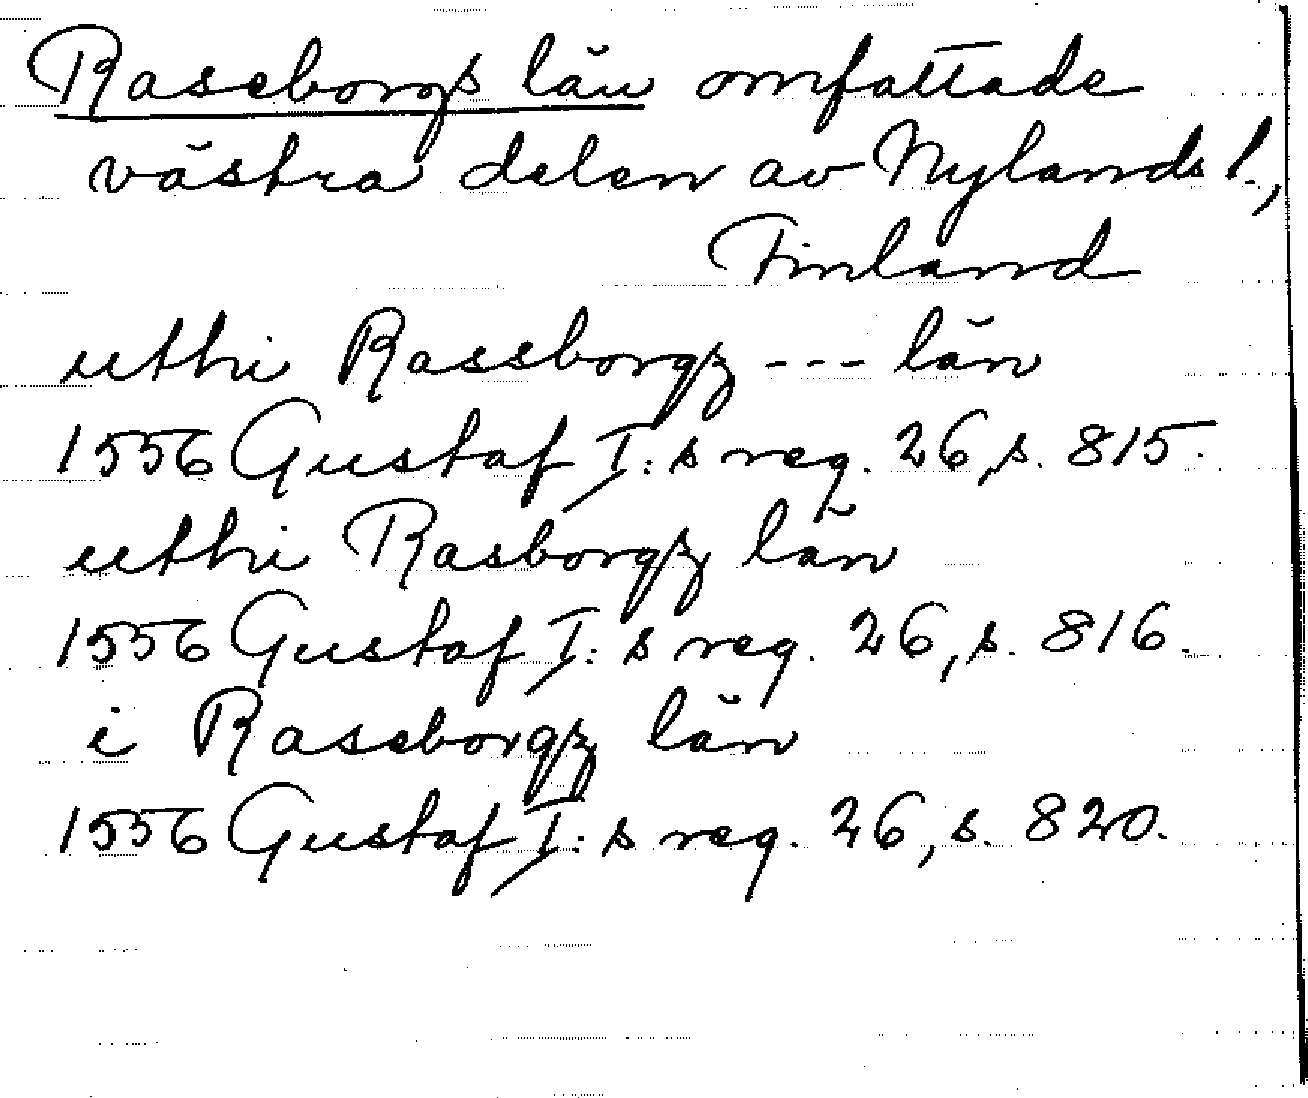 Raseborgs län omfattade
västra delen av Nylands l.,
Finland
utthi Rasseborgz --- län
1556 Gustaf I:s reg. 26, s. 815.
utthi Rasborgz län
1556 Gustaf I:s reg. 26, s. 816.
i Raseborgz län
1556 Gustaf I:s reg. 26, s. 820.